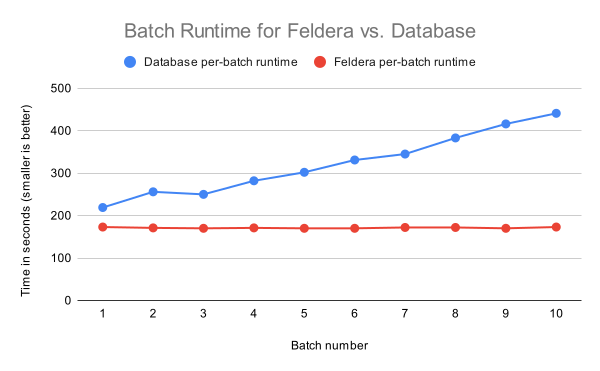 Batch Runtime for Feldera vs. Database
Database per-batch runtime
Feldera per-batch runtime
Time in seconds (smaller is better)
500
400
300
200
100
0
1 2 3 4 5 6 7 8 9 10
Batch number